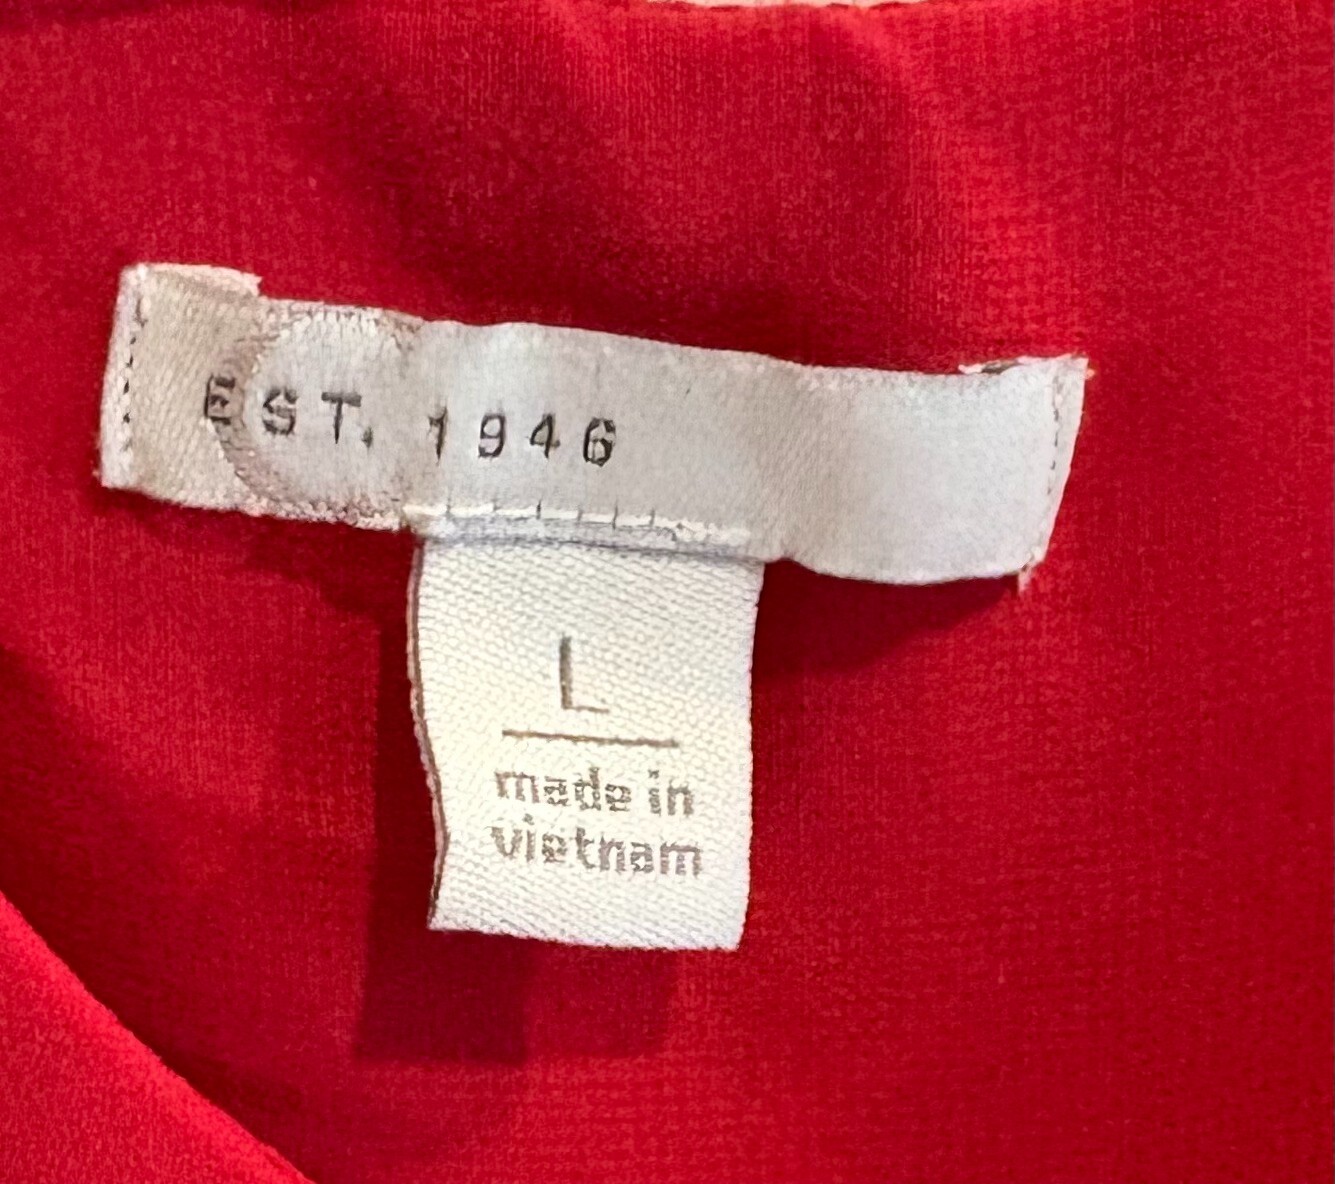 EST. 1946
L
made in
vietnam